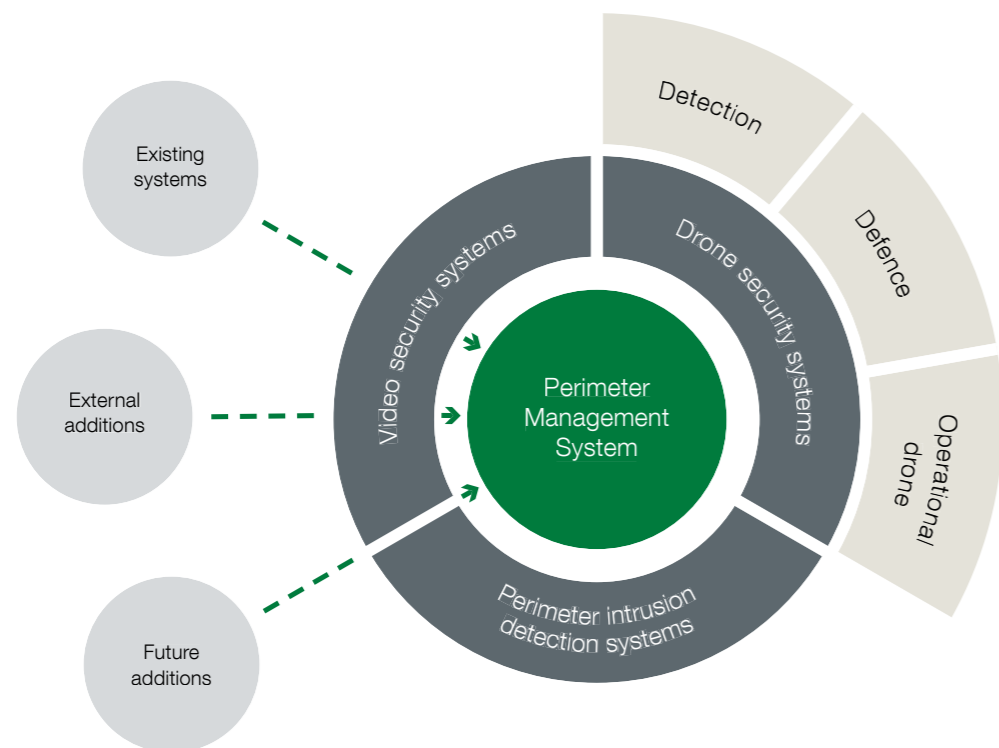 Existing
systems
External
additions
Future
additions
Video security systems
Drone security systems
Perimeter intrusion
detection systems
Perimeter
Management
System
Detection
Defence
Operational
drone